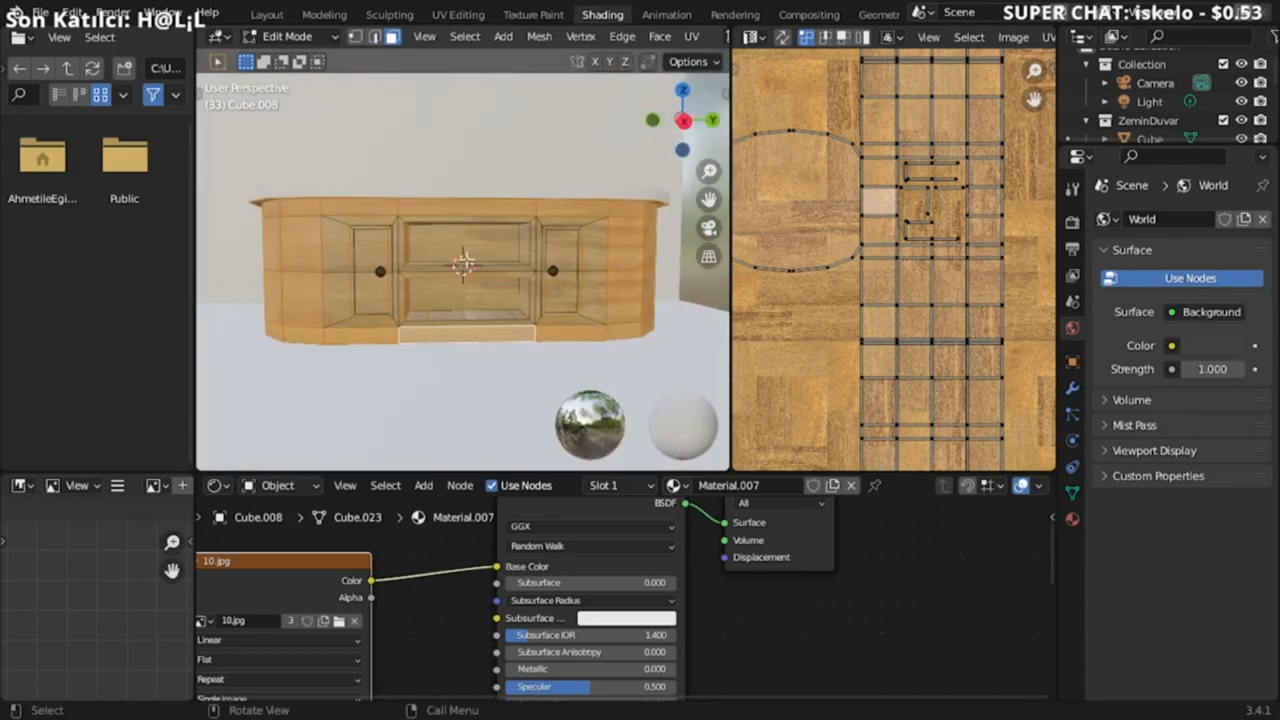 Son Katılcı: H@L¡L
SUPER CHAT: iskelo - $0.53
Layout Modeling Sculpting UV Editing Texture Paint Shading Animation Rendering Compositing Geometr
Scene
View Select
Edit Mode
View Select Add Mesh Vertex Edge Face UV
View Select Image UV
C:\U...
X Y Z
Options
User Perspective
(33) Cube.008
Z
X
Y
AhmetileEgi...
Public
Collection
Camera
Light
ZeminDuvar
Cube
Scene
World
World
Surface
Use Nodes
Surface
Background
Color
Strength
1.000
Volume
Mist Pass
Viewport Display
Custom Properties
View
Object
View Select Add Node
Use Nodes
Slot 1
Material.007
Cube.008
Cube.023
Material.007
BSDF
GGX
Random Walk
Base Color
Subsurface 0.000
Subsurface Radius
Subsurface ...
Subsurface IOR 1.400
Subsurface Anisotropy 0.000
Metallic 0.000
Specular 0.500
All
Surface
Volume
Displacement
10.jpg
Color
Alpha
10.jpg 3
Linear
Flat
Repeat
Single Image
Select
Rotate View
Call Menu
3.4.1